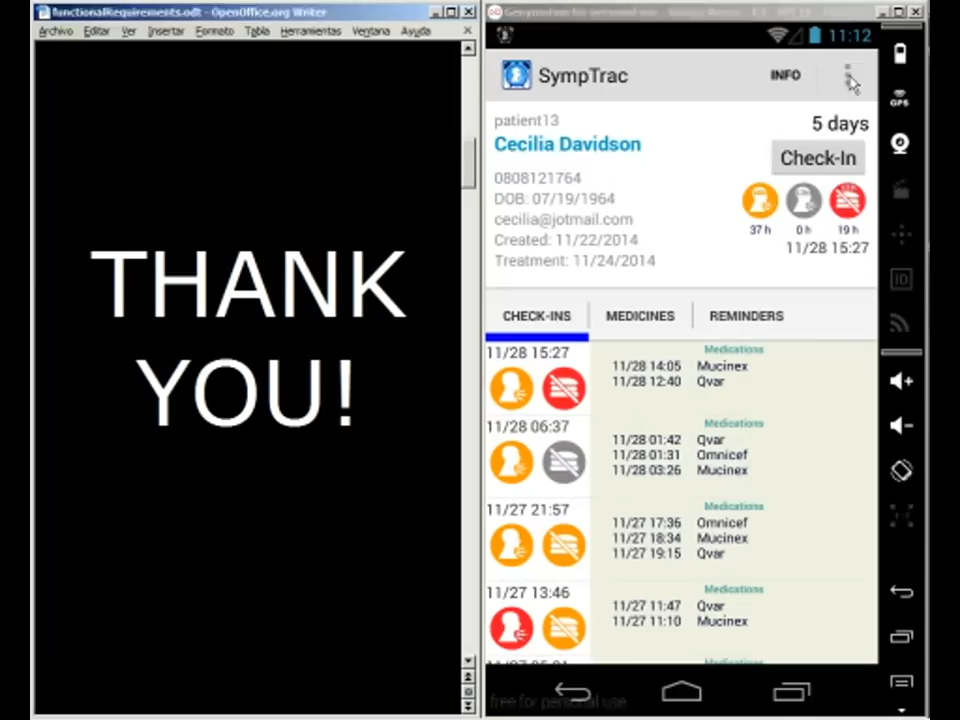 functionalRequirements.odt - OpenOffice.org Writer
Archivo Editar Ver Insertar Formato Tabla Herramientas Ventana Ayuda
THANK
YOU!
11:12
SympTrac INFO
patient13
Cecilia Davidson
0808121764
DOB: 07/19/1964
cecilia@jotmail.com
Created: 11/22/2014
Treatment: 11/24/2014
5 days
Check-In
37 h 0 h 19 h
11/28 15:27
CHECK-INS MEDICINES REMINDERS
11/28 15:27
Medications
11/28 14:05 Mucinex
11/28 12:40 Qvar
11/28 06:37
Medications
11/28 01:42 Qvar
11/28 01:31 Omnicef
11/28 03:26 Mucinex
11/27 21:57
Medications
11/27 17:36 Omnicef
11/27 18:34 Mucinex
11/27 19:15 Qvar
11/27 13:46
Medications
11/27 11:47 Qvar
11/27 11:10 Mucinex
free for personal use
GPS
ID